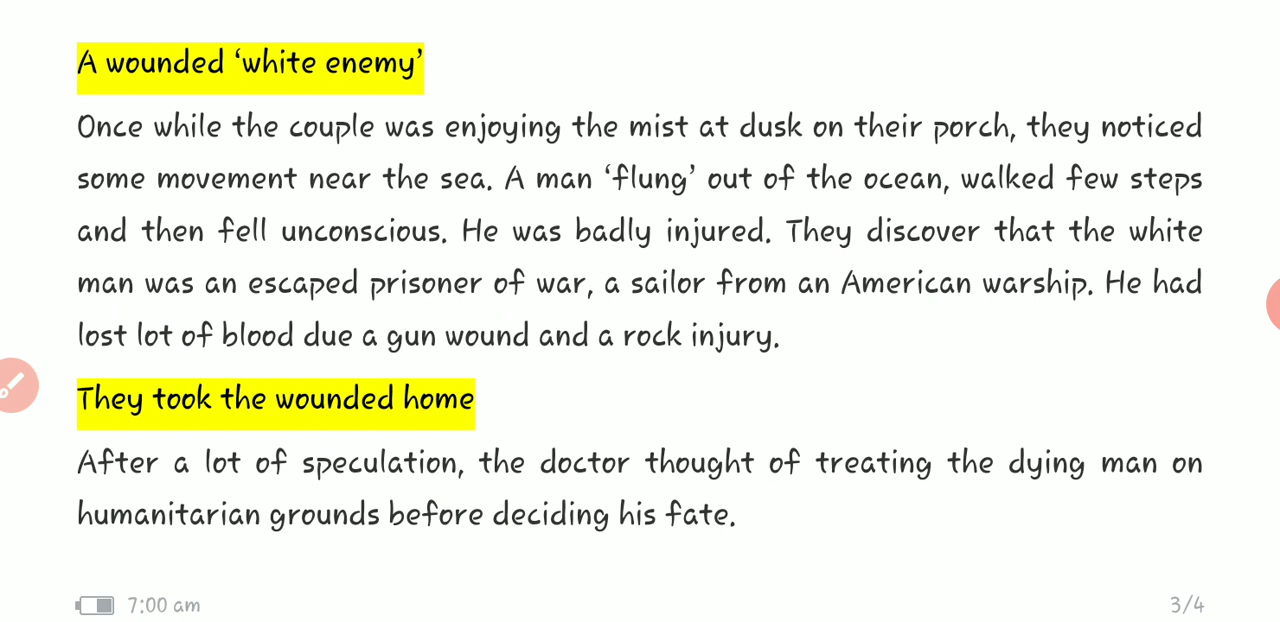 A wounded ‘white enemy’
Once while the couple was enjoying the mist at dusk on their porch, they noticed
some movement near the sea. A man ‘flung’ out of the ocean, walked few steps
and then fell unconscious. He was badly injured. They discover that the white
man was an escaped prisoner of war, a sailor from an American warship. He had
lost lot of blood due a gun wound and a rock injury.
They took the wounded home
After a lot of speculation, the doctor thought of treating the dying man on
humanitarian grounds before deciding his fate.
7:00 am
3/4